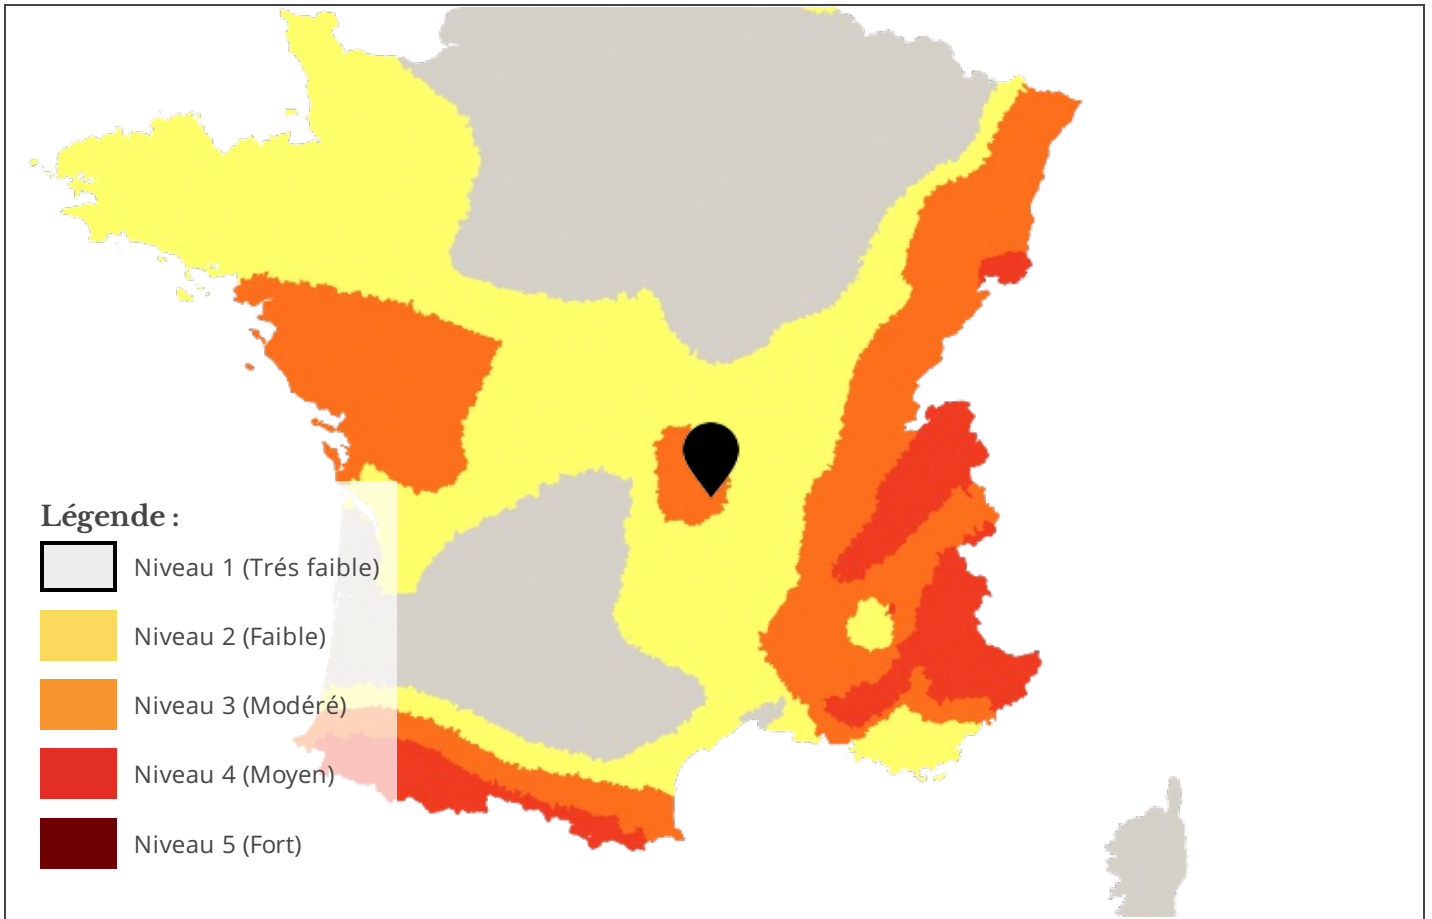 Légende :
Niveau 1 (Trés faible)
Niveau 2 (Faible)
Niveau 3 (Modéré)
Niveau 4 (Moyen)
Niveau 5 (Fort)